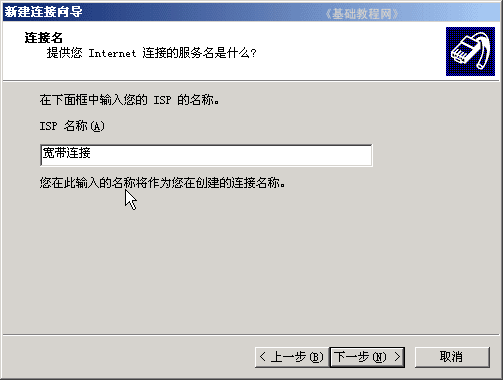 新建连接向导
《基础教程网》
连接名
提供您 Internet 连接的服务名是什么?
在下面框中输入您的 ISP 的名称。
ISP 名称(A)
宽带连接
您在此输入的名称将作为您在创建的连接名称。
< 上一步(B) 下一步(N) > 取消